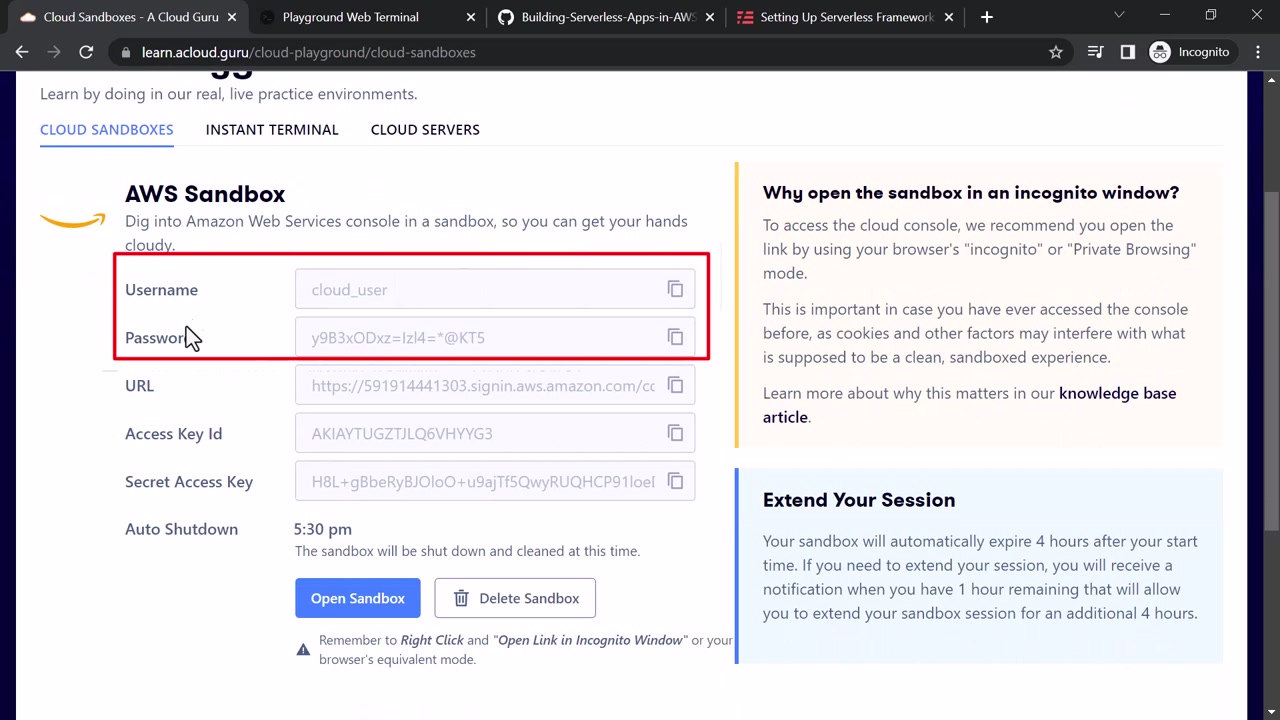 Cloud Sandboxes - A Cloud Guru
Playground Web Terminal
Building-Serverless-Apps-in-AWS
Setting Up Serverless Framework
learn.acloud.guru/cloud-playground/cloud-sandboxes
Incognito
Learn by doing in our real, live practice environments.
CLOUD SANDBOXES
INSTANT TERMINAL
CLOUD SERVERS
AWS Sandbox
Dig into Amazon Web Services console in a sandbox, so you can get your hands
cloudy.
Username
cloud_user
Password
y9B3xODxz=Izl4=*@KT5
URL
https://591914441303.signin.aws.amazon.com/co
Access Key Id
AKIAYTUGZTJLQ6VHYYG3
Secret Access Key
H8L+gBbeRyBJOloO+u9ajTf5QwyRUQHCP91loel
Auto Shutdown
5:30 pm
The sandbox will be shut down and cleaned at this time.
Open Sandbox
Delete Sandbox
Remember to Right Click and "Open Link in Incognito Window" or your
browser's equivalent mode.
Why open the sandbox in an incognito window?
To access the cloud console, we recommend you open the
link by using your browser's "incognito" or "Private Browsing"
mode.
This is important in case you have ever accessed the console
before, as cookies and other factors may interfere with what
is supposed to be a clean, sandboxed experience.
Learn more about why this matters in our knowledge base
article.
Extend Your Session
Your sandbox will automatically expire 4 hours after your start
time. If you need to extend your session, you will receive a
notification when you have 1 hour remaining that will allow
you to extend your sandbox session for an additional 4 hours.